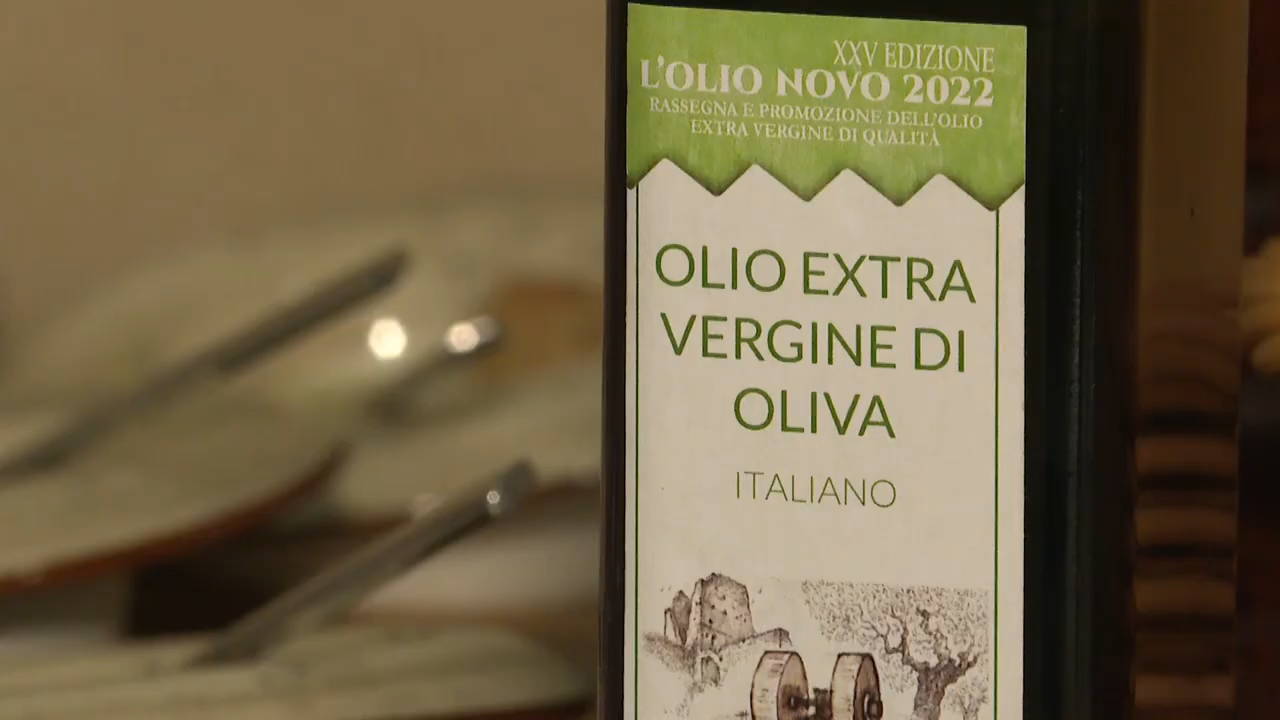 XXV EDIZIONE
L'OLIO NOVO 2022
RASSEGNA E PROMOZIONE DELL'OLIO
EXTRA VERGINE DI QUALITÀ
OLIO EXTRA
VERGINE DI
OLIVA
ITALIANO